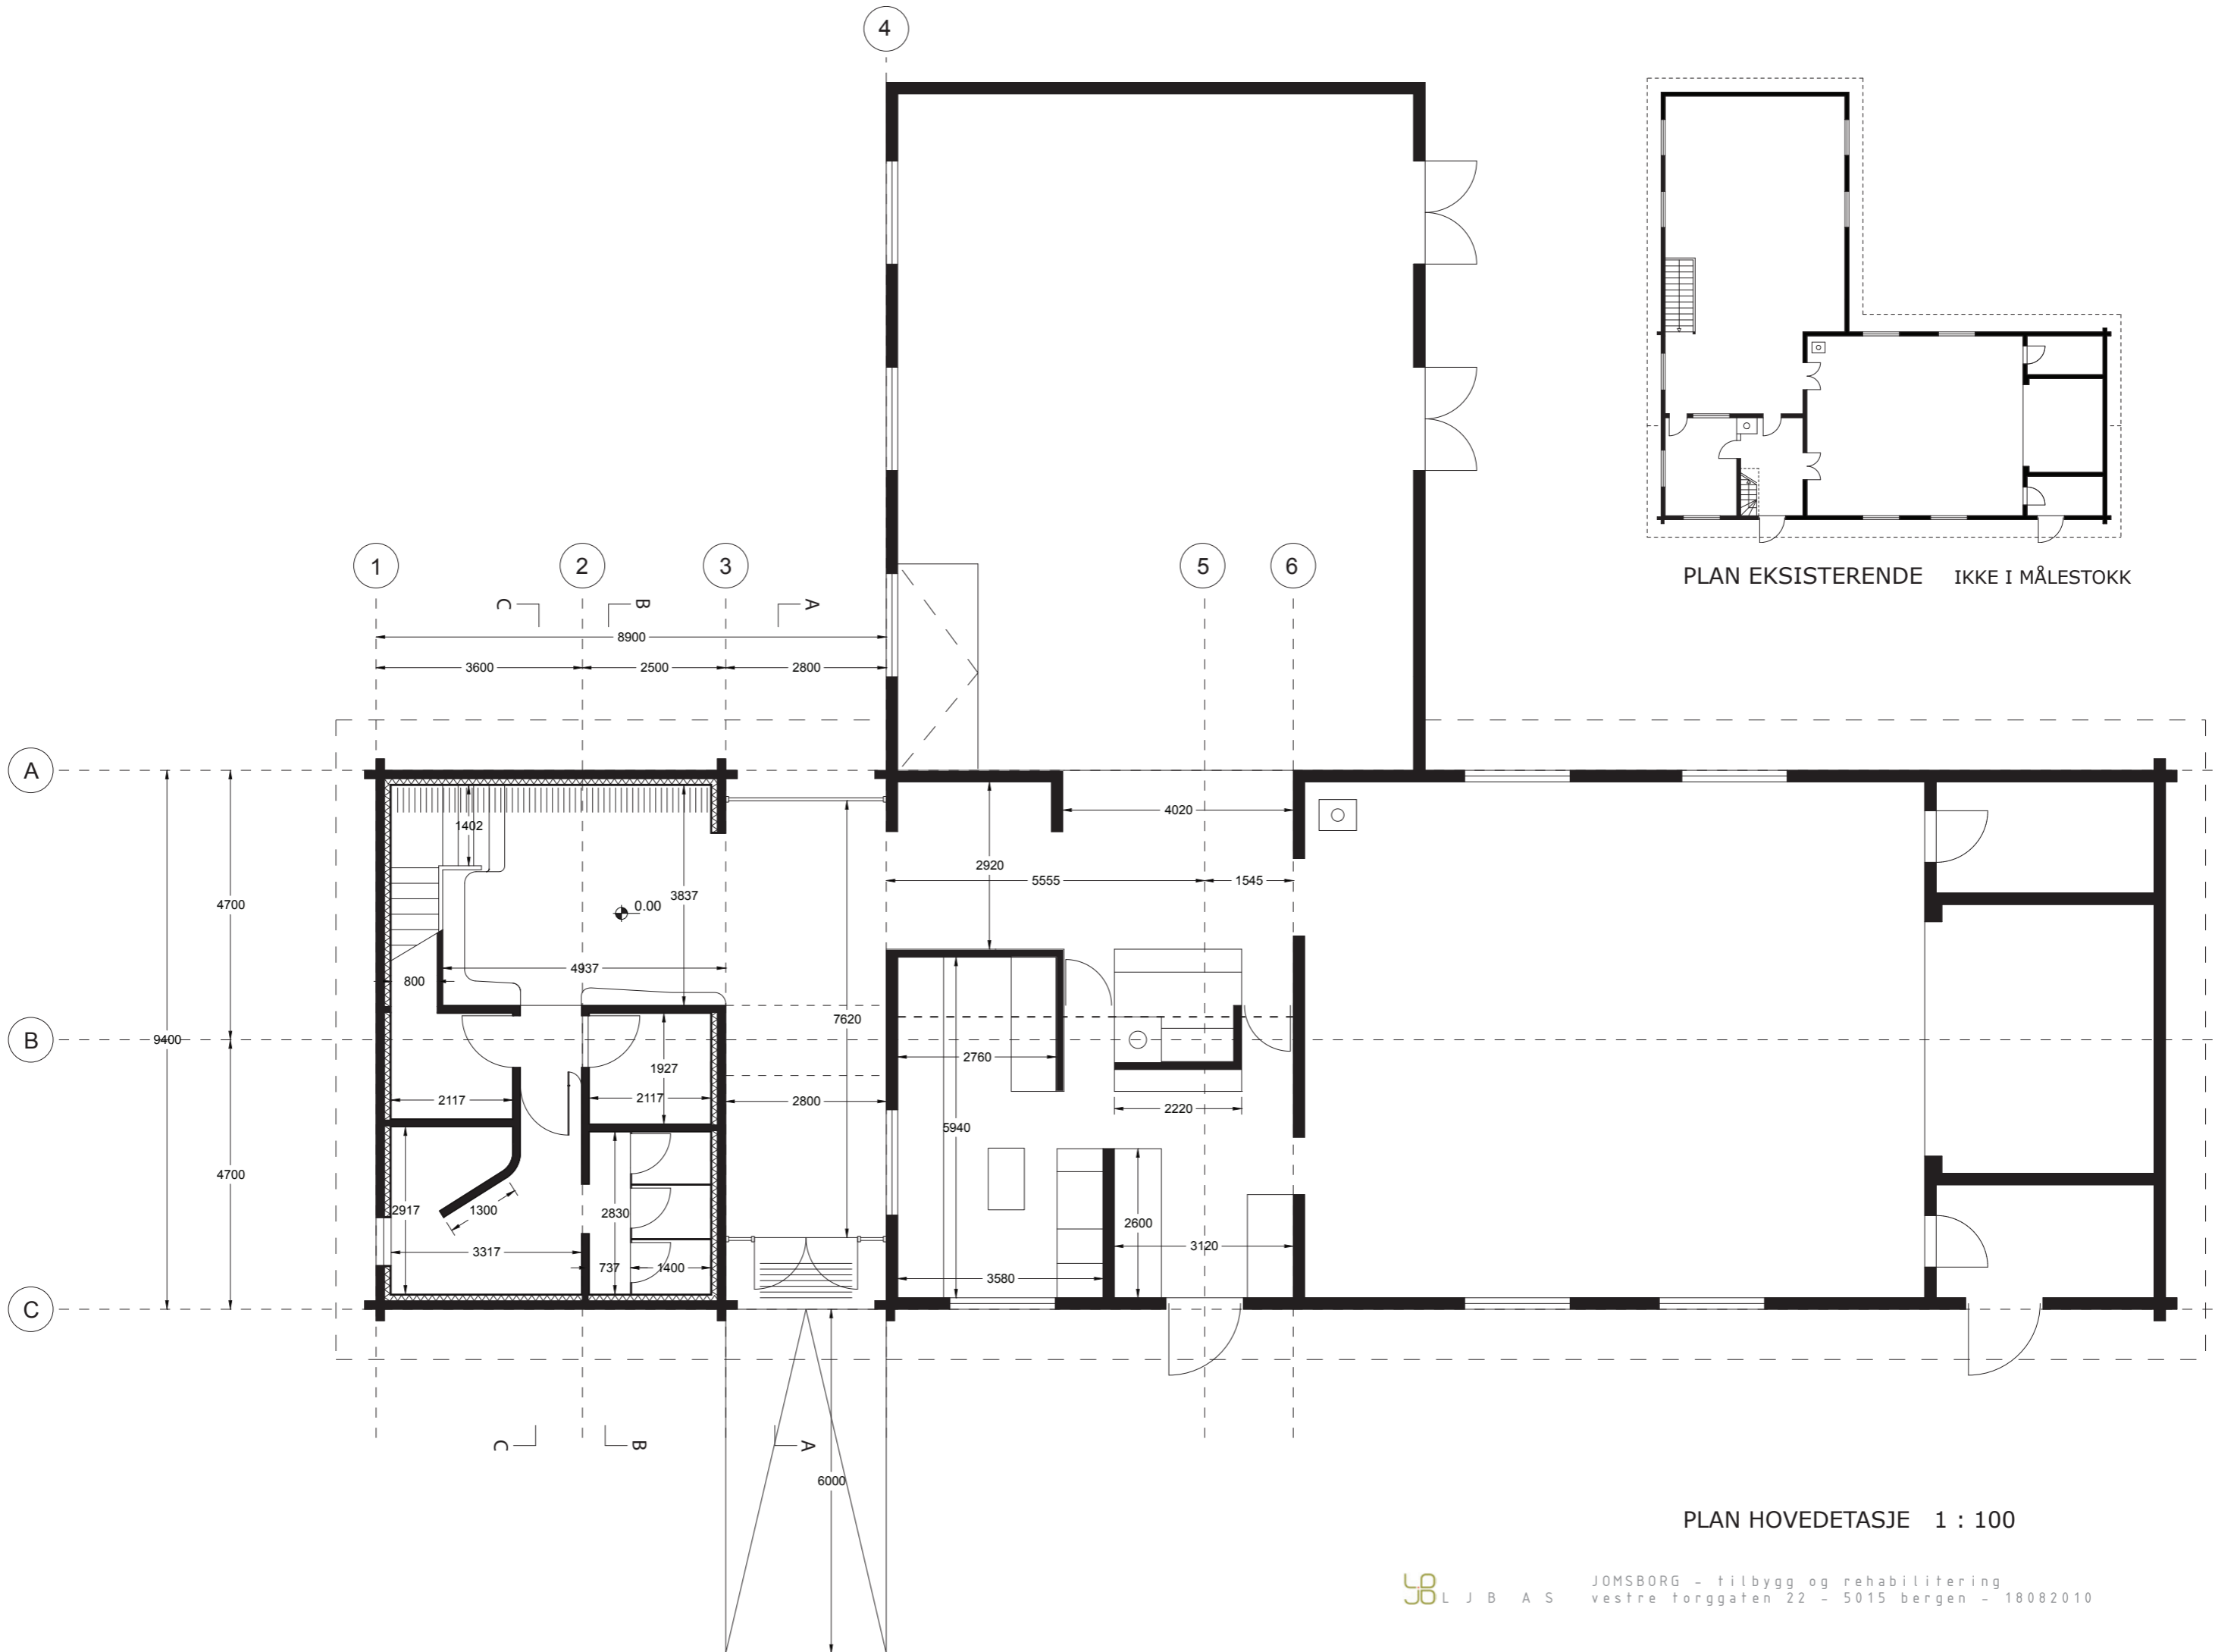 4
PLAN EKSISTERENDE IKKE I MÅLESTOKK
1 2 3 5 6
C B A
8900
3600 2500 2800
A
4020
1402
2920
5555 1545
3837
4700
0.00
4937
800
7620
B
9400
2760
1927
2117 2117 2800
2220
5940
4700
2917 1300 2830
2600
3317 3120
737 1400
3580
C
C B A
6000
PLAN HOVEDETASJE 1 : 100
LJB AS
JOMSBORG - tilbygg og rehabilitering
vestre torggaten 22 - 5015 bergen - 18082010